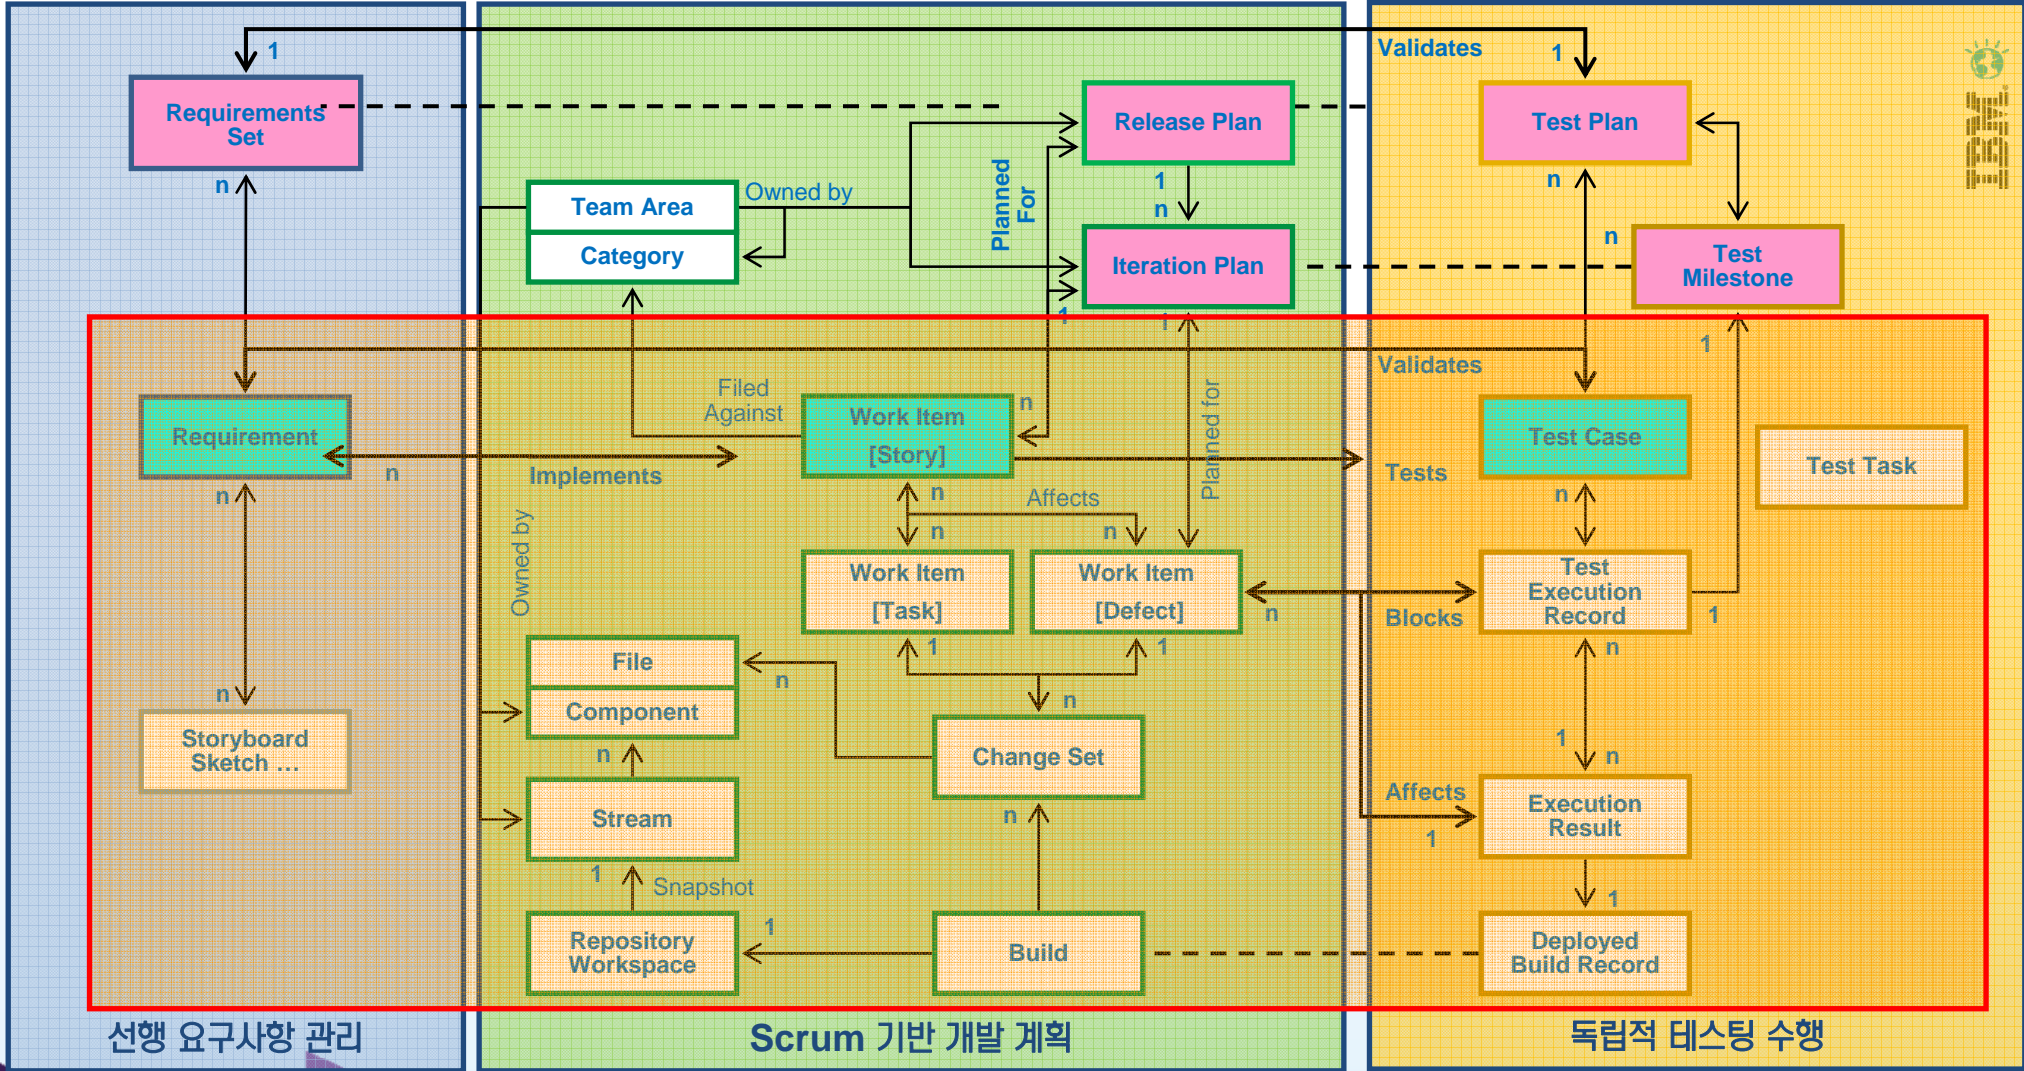 1
Validates
1
IBM
Requirements
Set
Release Plan
Test Plan
n
Owned by
Planned
For
1
n
n
Team Area
Category
Iteration Plan
n
Test
Milestone
1
1
1
Validates
Filed
Against
Planned for
Requirement
n
Implements
Work Item
[Story]
n
Tests
Test Case
Test Task
n
n
Affects
n
n
n
Owned by
Work Item
[Task]
Work Item
[Defect]
n
Blocks
Test
Execution
Record
1
File
Component
n
1
1
n
n
n
Storyboard
Sketch ...
n
Change Set
1
n
Stream
n
Affects
1
Execution
Result
1
Snapshot
1
1
Repository
Workspace
Build
Deployed
Build Record
선행 요구사항 관리
Scrum 기반 개발 계획
독립적 테스팅 수행